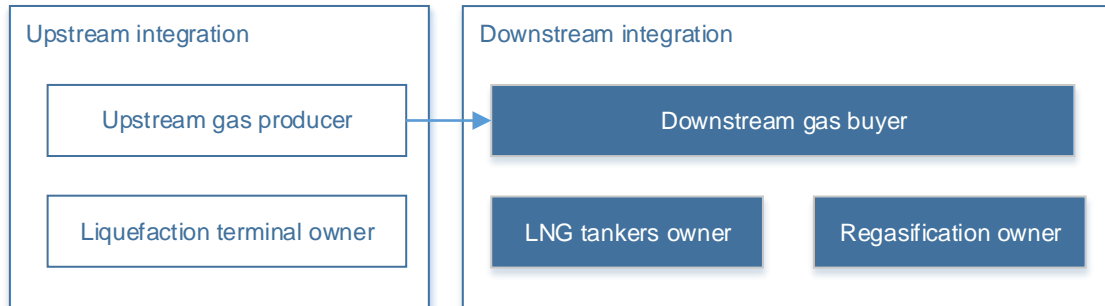 Upstream integration
Downstream integration
Upstream gas producer
Downstream gas buyer
Liquefaction terminal owner
LNG tankers owner
Regasification owner